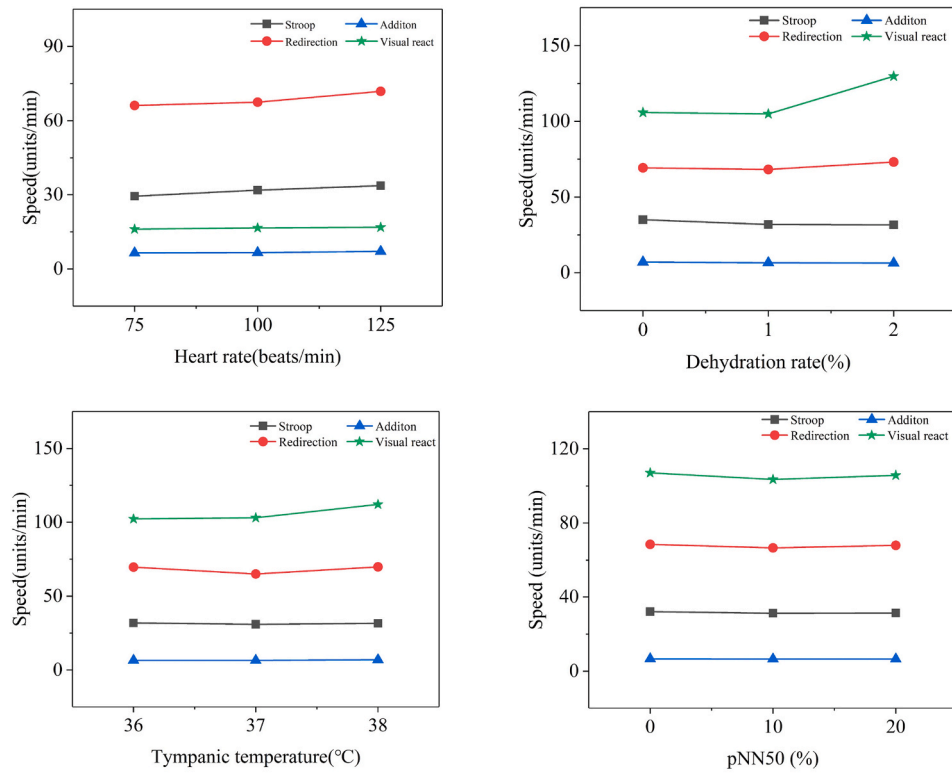 Stroop Additon
Redirection Visual react
90
60
30
0
Speed(units/min)
75 100 125
Heart rate(beats/min)
Stroop Additon
Redirection Visual react
150
100
50
0
Speed(units/min)
0 1 2
Dehydration rate(%)
Stroop Additon
Redirection Visual react
150
100
50
0
Speed(units/min)
36 37 38
Tympanic temperature(℃)
Stroop Additon
Redirection Visual react
120
80
40
0
Speed (units/min)
0 10 20
pNN50 (%)